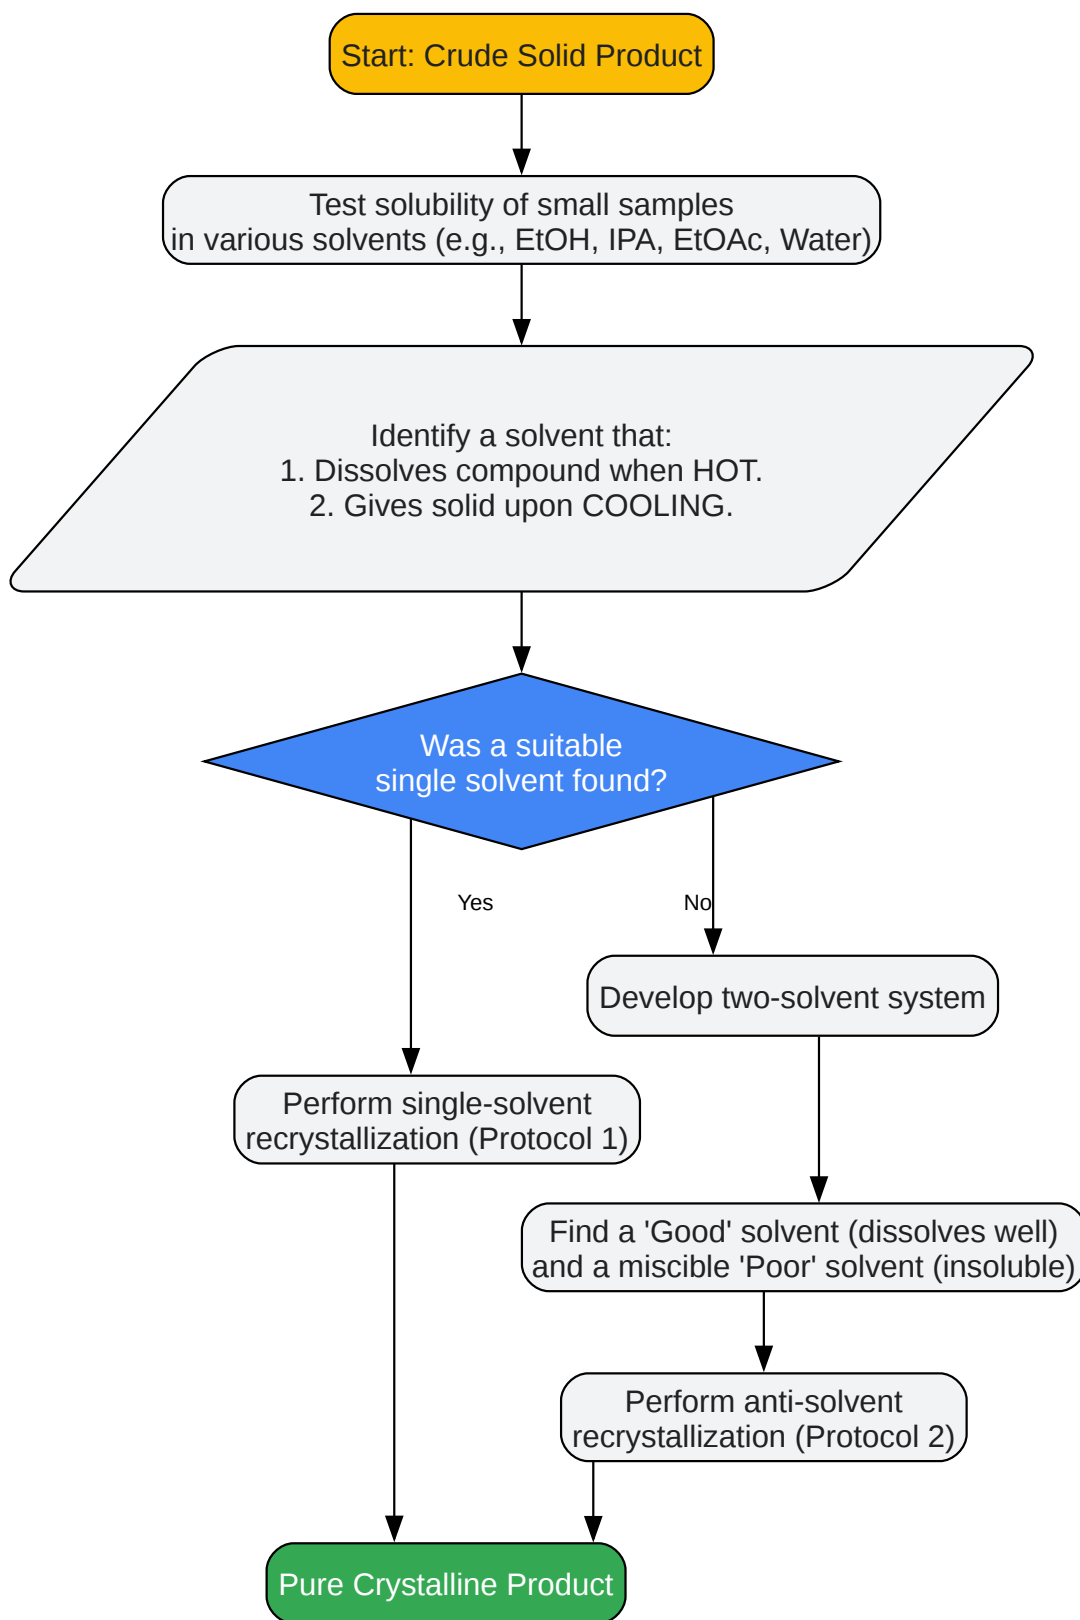 Start: Crude Solid Product
Test solubility of small samples
in various solvents (e.g., EtOH, IPA, EtOAc, Water)
Identify a solvent that:
1. Dissolves compound when HOT.
2. Gives solid upon COOLING.
Was a suitable
single solvent found?
Yes
No
Develop two-solvent system
Perform single-solvent
recrystallization (Protocol 1)
Find a 'Good' solvent (dissolves well)
and a miscible 'Poor' solvent (insoluble)
Perform anti-solvent
recrystallization (Protocol 2)
Pure Crystalline Product